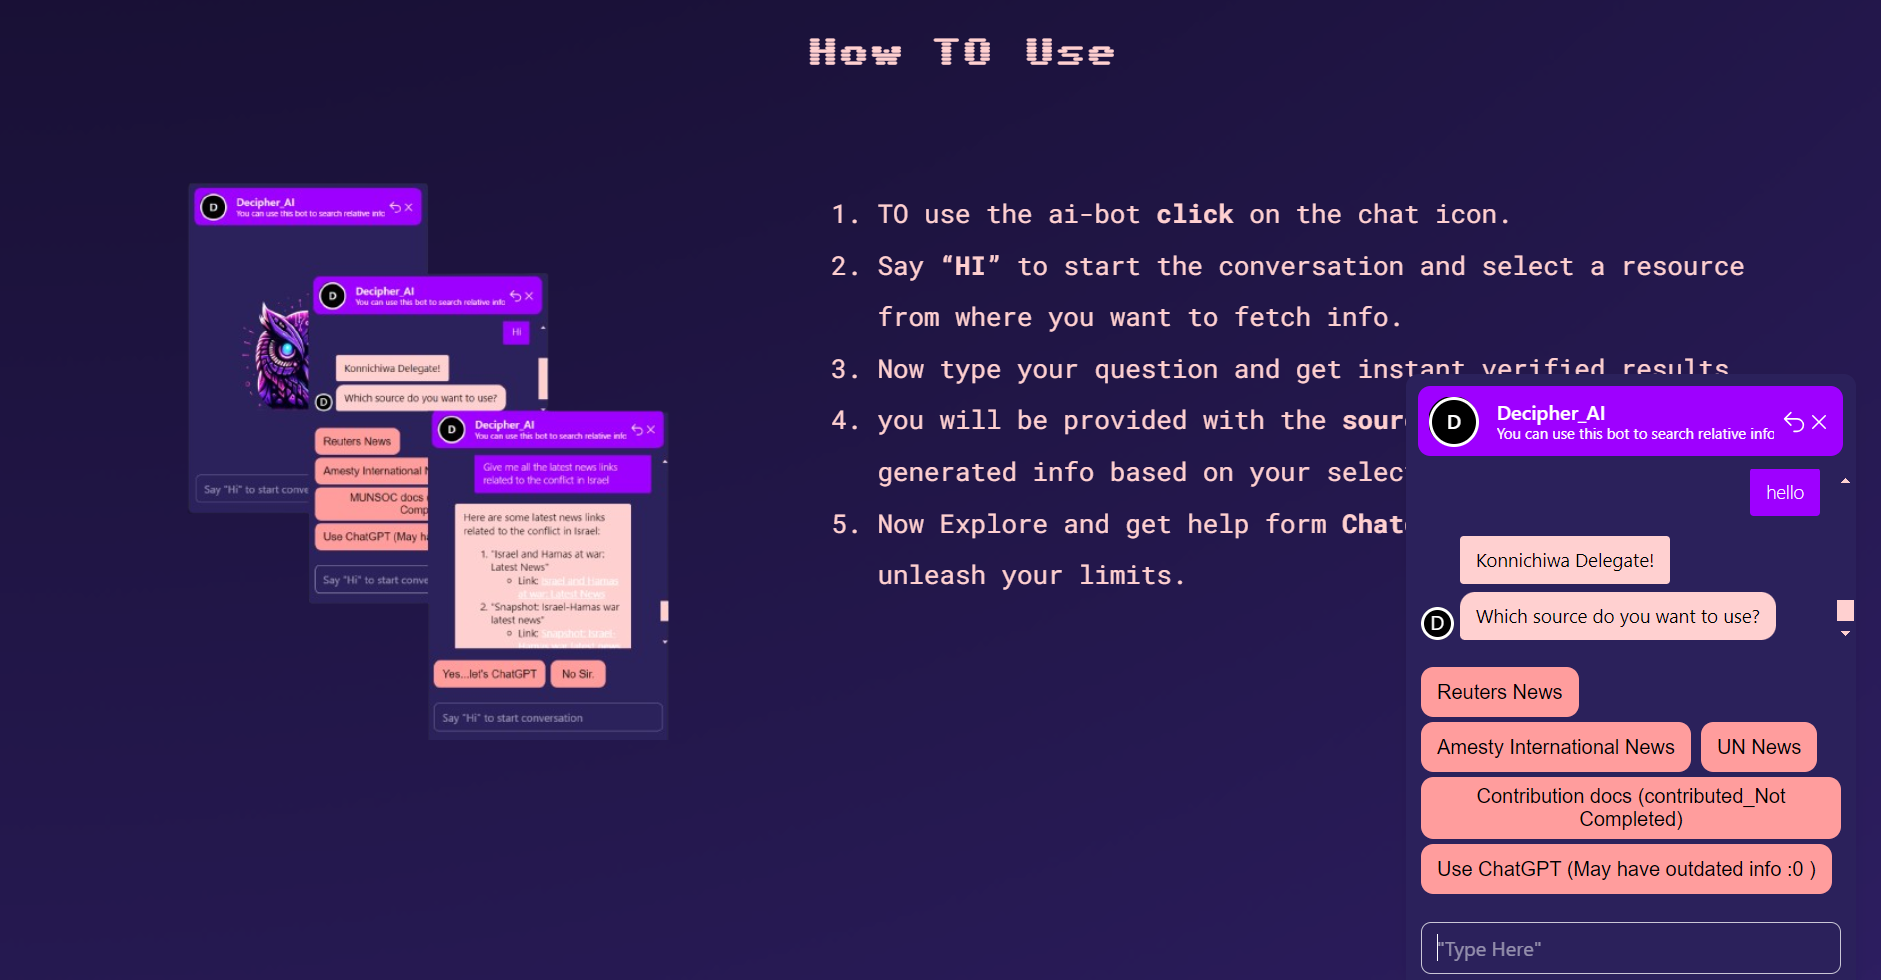 How TO Use
Decipher_AI
You can use this bot to search relative info
Say "Hi" to start conve
Decipher_AI
You can use this bot to search relative info
Hi
Konnichiwa Delegate!
Which source do you want to use?
Reuters News
Amesty International N
MUNSOC docs
Comp
Use ChatGPT (May ha
Say "Hi" to start conve
Decipher_AI
You can use this bot to search relative info
Give me all the latest news links
related to the conflict in Israel
Here are some latest news links
related to the conflict in Israel:
1. "Israel and Hamas at war:
Latest News"
Link: Israel and Hamas
at war: Latest News
2. "Snapshot: Israel-Hamas war
latest news"
Link: Snapshot: Israel-
Hamas war latest news
Yes...let's ChatGPT
No Sir.
Say "Hi" to start conversation
1. TO use the ai-bot click on the chat icon.
2. Say “HI” to start the conversation and select a resource
from where you want to fetch info.
3. Now type your question and get instant verified results
4. you will be provided with the sour
generated info based on your selec
5. Now Explore and get help form Chat
unleash your limits.
D
Decipher_AI
You can use this bot to search relative info
hello
Konnichiwa Delegate!
D
Which source do you want to use?
Reuters News
Amesty International News
UN News
Contribution docs (contributed_Not
Completed)
Use ChatGPT (May have outdated info :0 )
"Type Here"